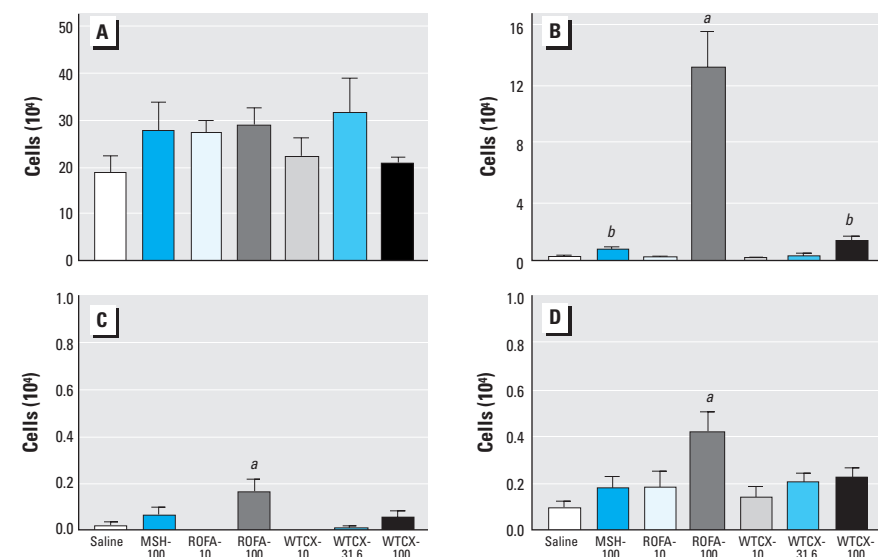 A
50
40
30
20
10
0
Cells (10⁴)
B
a
b
b
16
12
8
4
0
Cells (10⁴)
C
a
1.0
0.8
0.6
0.4
0.2
0.0
Cells (10⁴)
Saline MSH- ROFA- ROFA- WTCX- WTCX- WTCX-
100 10 100 10 31.6 100
D
a
1.0
0.8
0.6
0.4
0.2
0.0
Cells (10⁴)
Saline MSH- ROFA- ROFA- WTCX- WTCX- WTCX-
100 10 100 10 31.6 100